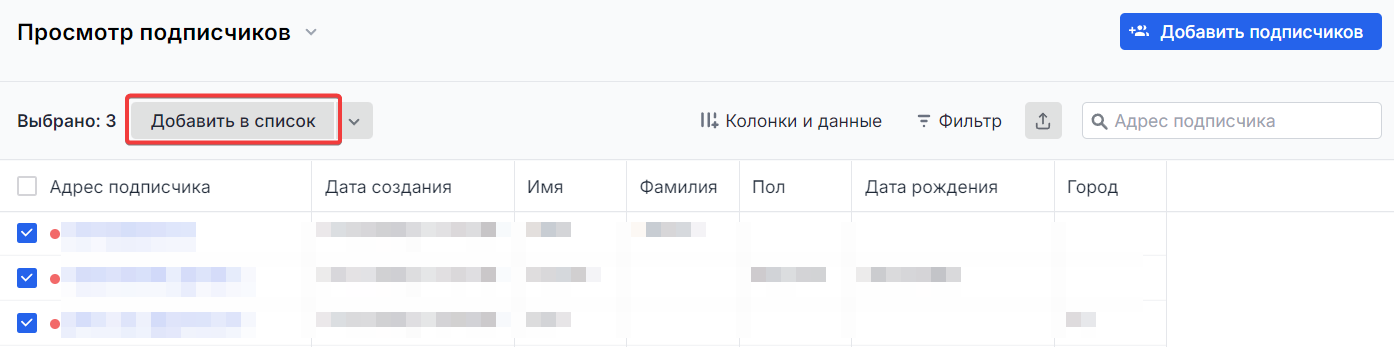 Просмотр подписчиков
Добавить подписчиков
Выбрано: 3 Добавить в список Колонки и данные Фильтр Адрес подписчика
Адрес подписчика Дата создания Имя Фамилия Пол Дата рождения Город